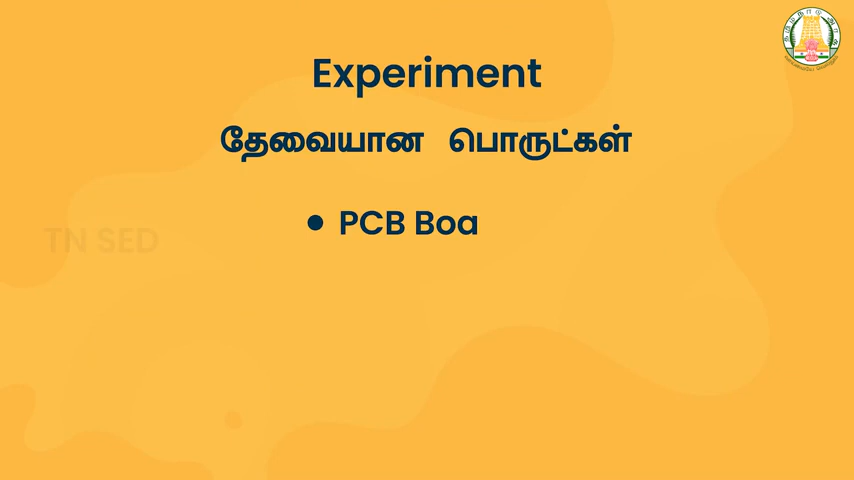 Experiment
தேவையான பொருட்கள்
• PCB Boa
TN SED